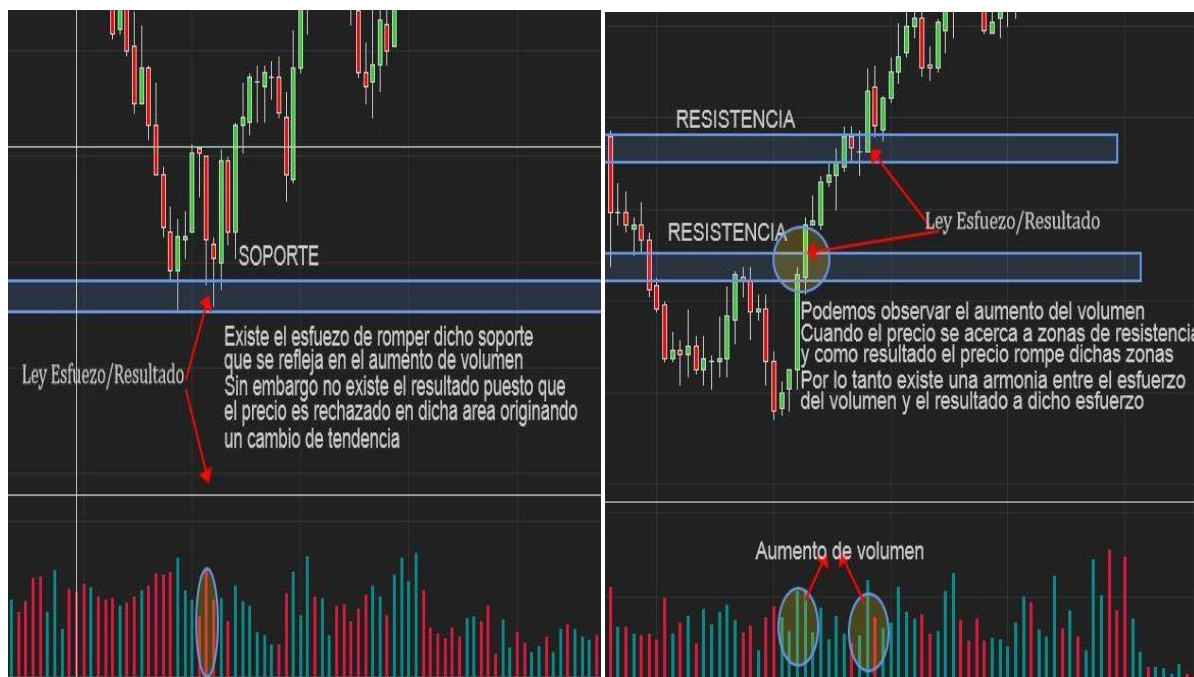 SOPORTE
Ley Esfuezo/Resultado
Existe el esfuezo de romper dicho soporte
que se refleja en el aumento de volumen
Sin embargo no existe el resultado puesto que
el precio es rechazado en dicha area originando
un cambio de tendencia
RESISTENCIA
Ley Esfuezo/Resultado
RESISTENCIA
Podemos observar el aumento del volumen
Cuando el precio se acerca a zonas de resistencia
y como resultado el precio rompe dichas zonas
Por lo tanto existe una armonia entre el esfuerzo
del volumen y el resultado a dicho esfuerzo
Aumento de volumen